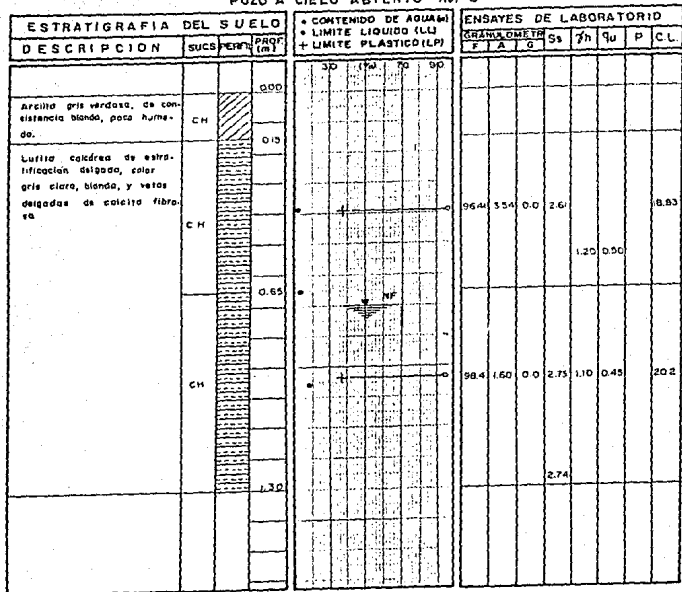 POZO A CIELO ABIERTO
ESTRATIGRAFIA DEL SUELO
DESCRIPCION
SUCS
PERFIL
PROF (m)
• CONTENIDO DE AGUA(w)
∘ LIMITE LIQUIDO (LL)
+ LIMITE PLASTICO(LP)
ENSAYES DE LABORATORIO
GRANULOMETR
F A G
Ss γh qu P C.L.
30 (%) 70 90
0.00
Arcilla gris verdosa, de con-
sistencia blanda, poco hume-
da.
CH
0.15
Lutita calcárea de estra-
tificación delgada, color
gris claro, blanda, y vetas
delgadas de calcita fibro-
sa
CH
96.46 3.54 0.0 2.61 18.83
1.20 0.50
0.65
NF
CH
98.4 1.60 0.0 2.75 1.10 0.45 20.2
2.74
1.30